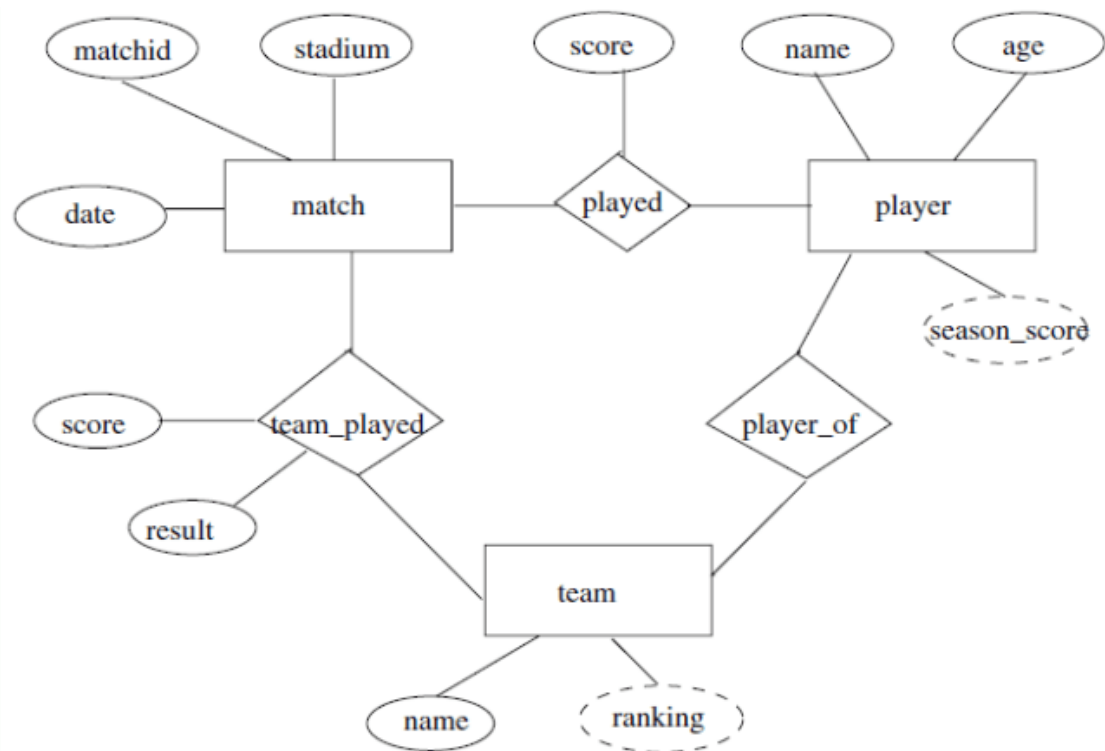 matchid
stadium
score
name
age
date
match
played
player
season_score
score
team_played
player_of
result
team
name
ranking